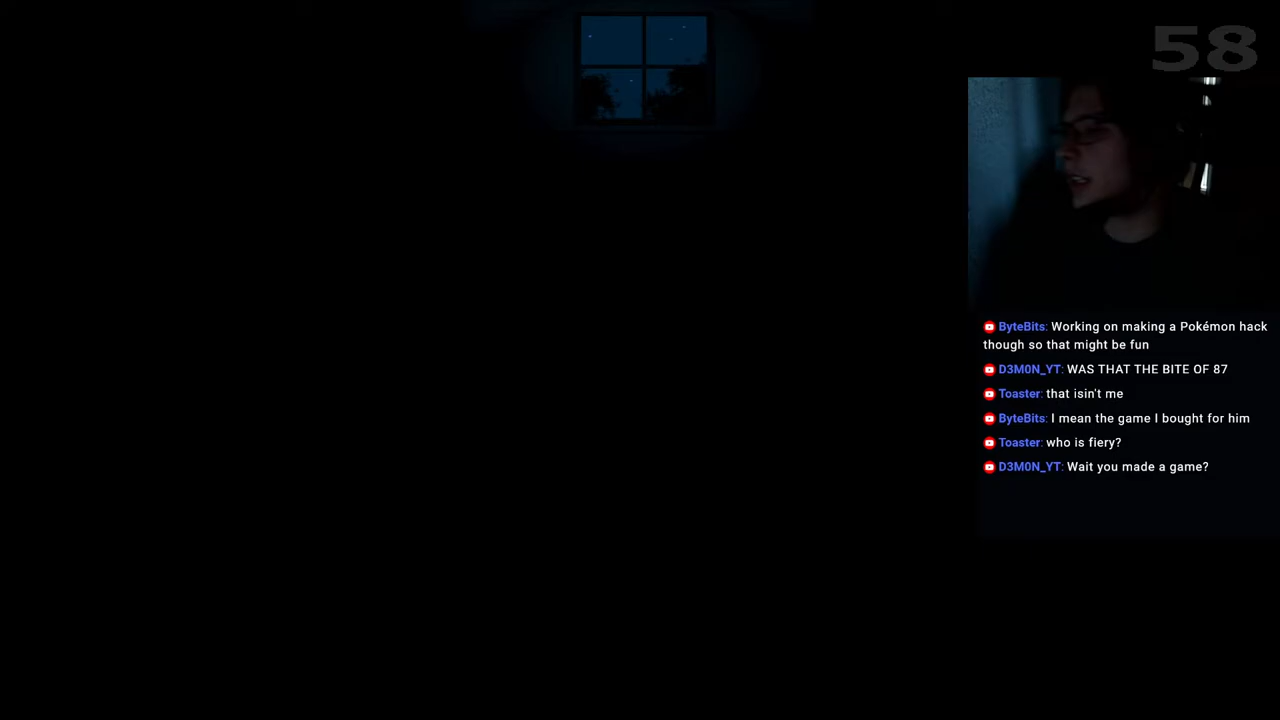 58
ByteBits: Working on making a Pokémon hack
though so that might be fun
D3M0N_YT: WAS THAT THE BITE OF 87
Toaster: that isin't me
ByteBits: I mean the game I bought for him
Toaster: who is fiery?
D3M0N_YT: Wait you made a game?